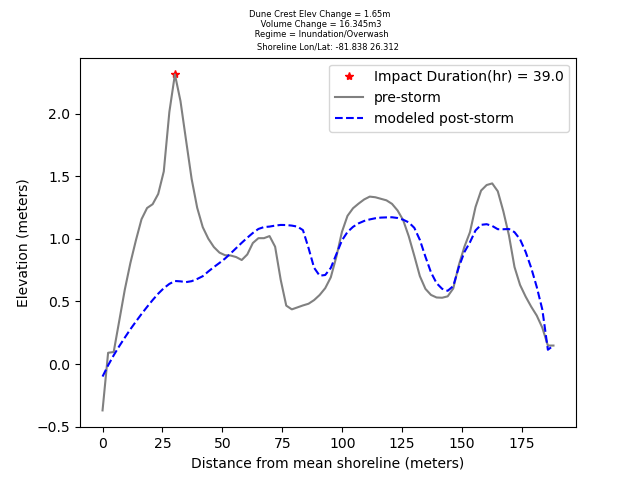 Dune Crest Elev Change = 1.65m
Volume Change = 16.345m3
Regime = Inundation/Overwash
Shoreline Lon/Lat: -81.838 26.312
Impact Duration(hr) = 39.0
pre-storm
modeled post-storm
Elevation (meters)
2.0
1.5
1.0
0.5
0.0
−0.5
0 25 50 75 100 125 150 175
Distance from mean shoreline (meters)